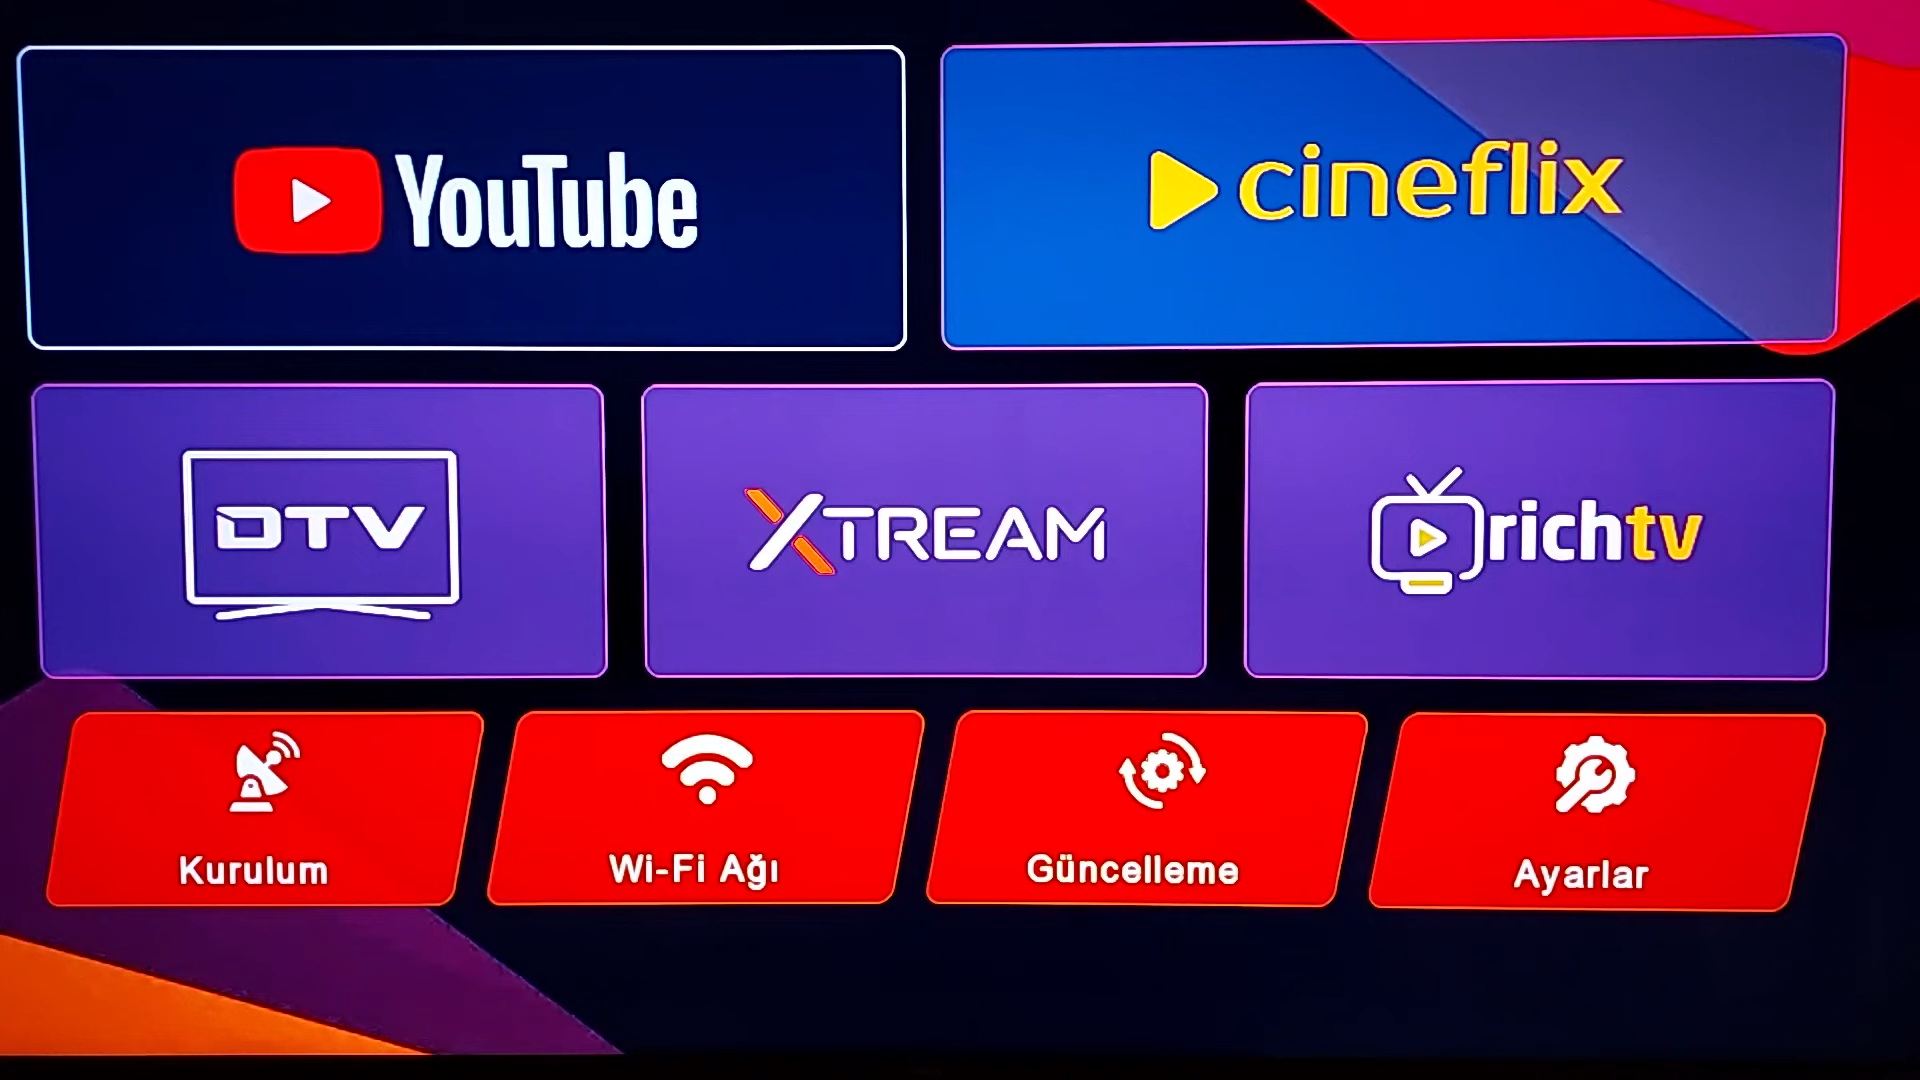 YouTube
cineflix
DTV
XTREAM
richtv
Kurulum
Wi-Fi Ağı
Güncelleme
Ayarlar